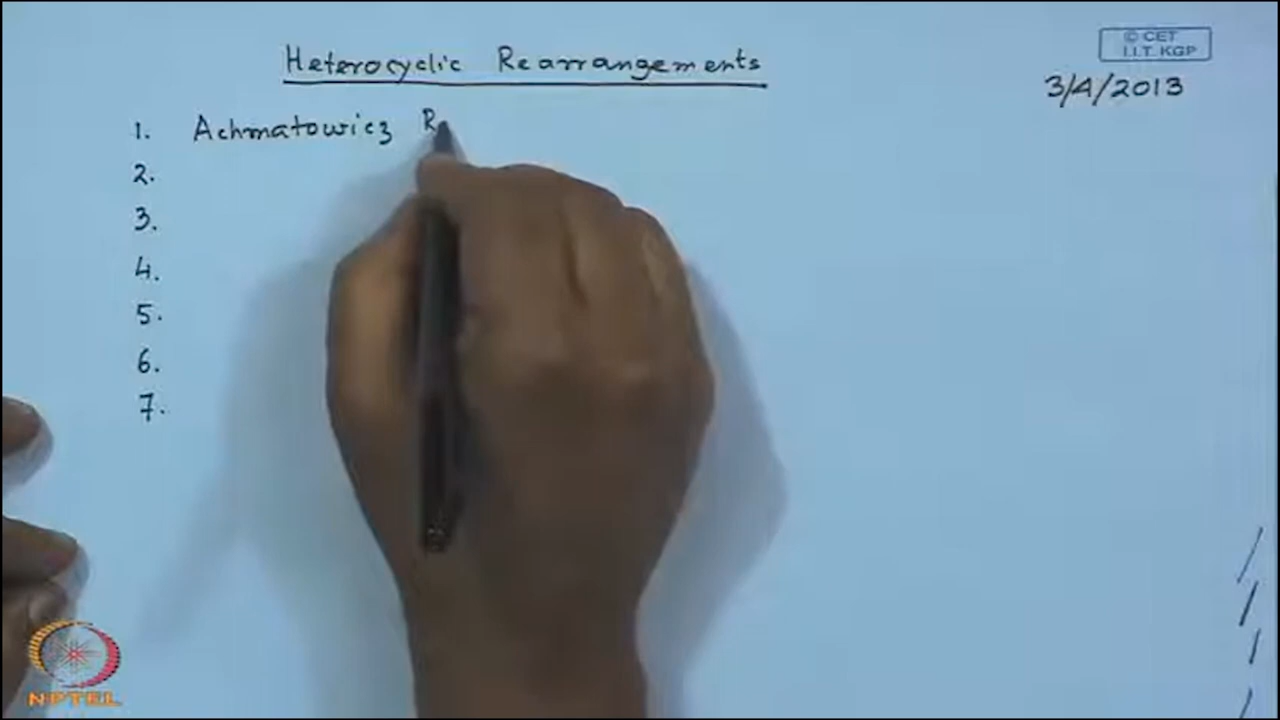 Heterocyclic Rearrangements
© CET
I.I.T. KGP
3/4/2013
1. Achmatowicz R
2.
3.
4.
5.
6.
7.
NPTEL